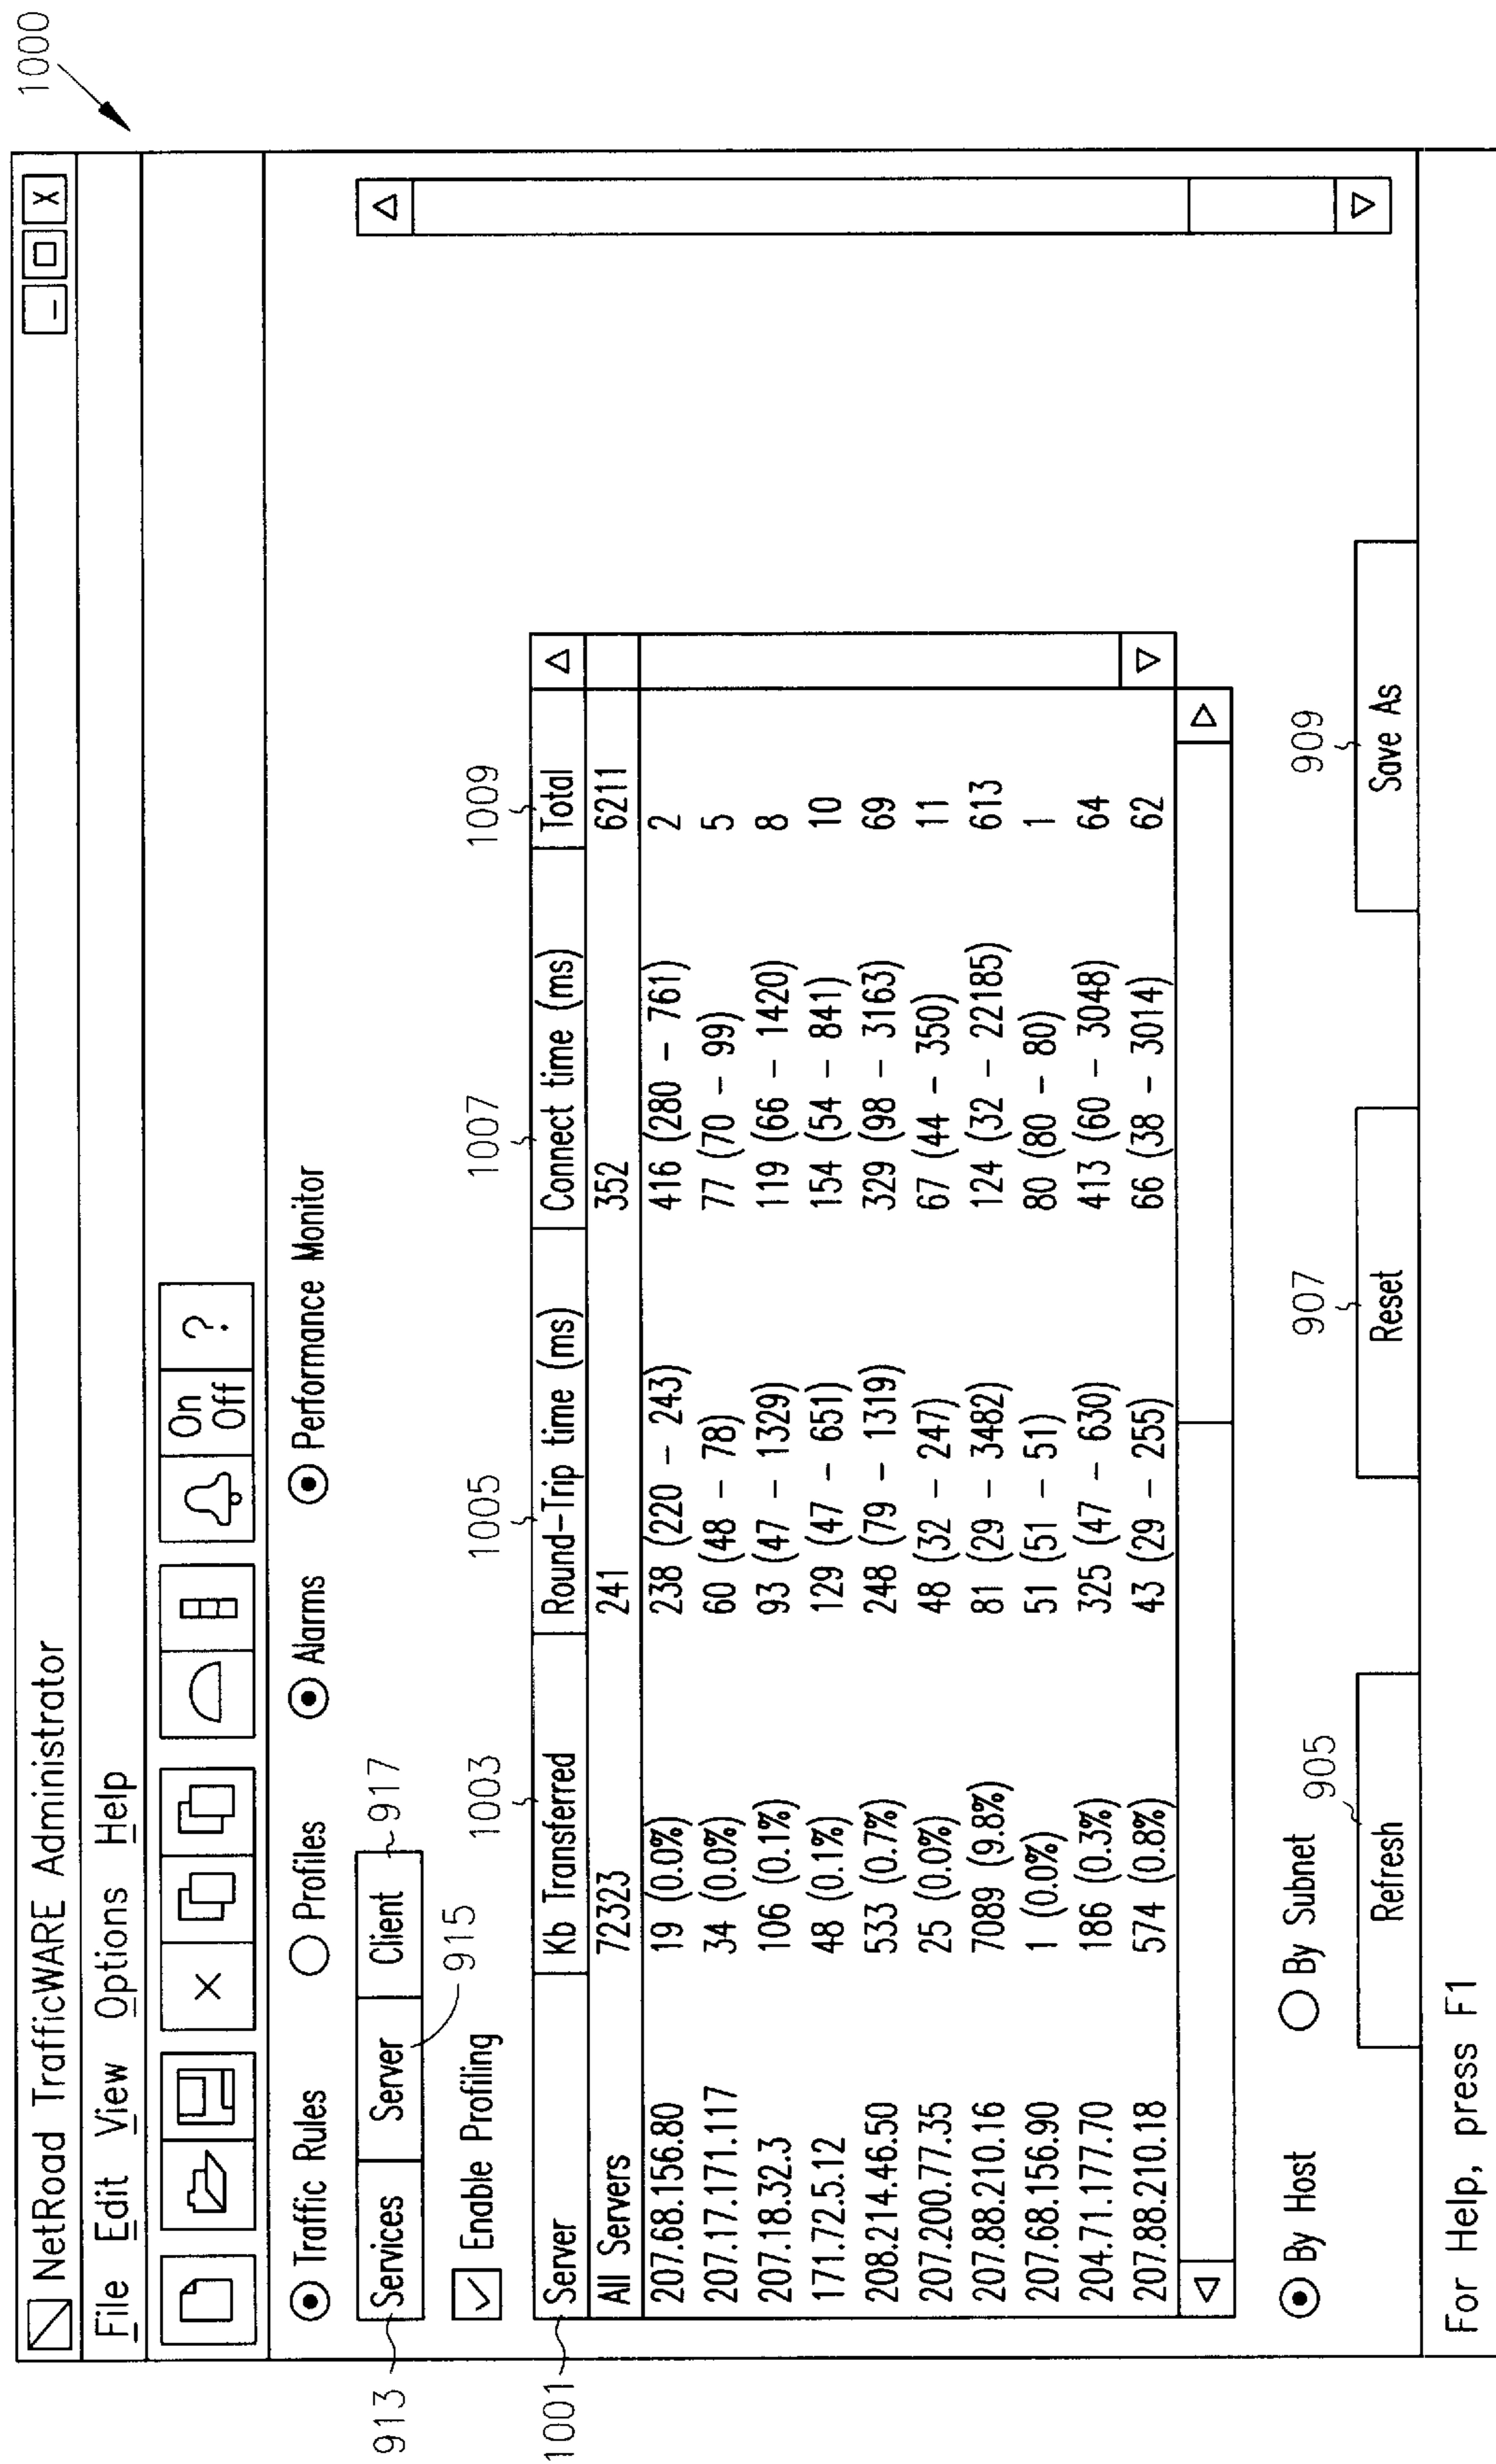 1000
NetRoad TrafficWARE Administrator
File Edit View Options Help
On Off ?
Traffic Rules Profiles Alarms Performance Monitor
913 Services Server Client 917
915
Enable Profiling
1003 1005 1007 1009
1001 Server Kb Transferred Round-Trip time (ms) Connect time (ms) Total
All Servers 72323 241 352 6211
207.68.156.80 19 (0.0%) 238 (220 - 243) 416 (280 - 761) 2
207.17.171.117 34 (0.0%) 60 (48 - 78) 77 (70 - 99) 5
207.18.32.3 106 (0.1%) 93 (47 - 1329) 119 (66 - 1420) 8
171.72.5.12 48 (0.1%) 129 (47 - 651) 154 (54 - 841) 10
208.214.46.50 533 (0.7%) 248 (79 - 1319) 329 (98 - 3163) 69
207.200.77.35 25 (0.0%) 48 (32 - 247) 67 (44 - 350) 11
207.88.210.16 7089 (9.8%) 81 (29 - 3482) 124 (32 - 22185) 613
207.68.156.90 1 (0.0%) 51 (51 - 51) 80 (80 - 80) 1
204.71.177.70 186 (0.3%) 325 (47 - 630) 413 (60 - 3048) 64
207.88.210.18 574 (0.8%) 43 (29 - 255) 66 (38 - 3014) 62
By Host By Subnet
905 907 909
Refresh Reset Save As
For Help, press F1